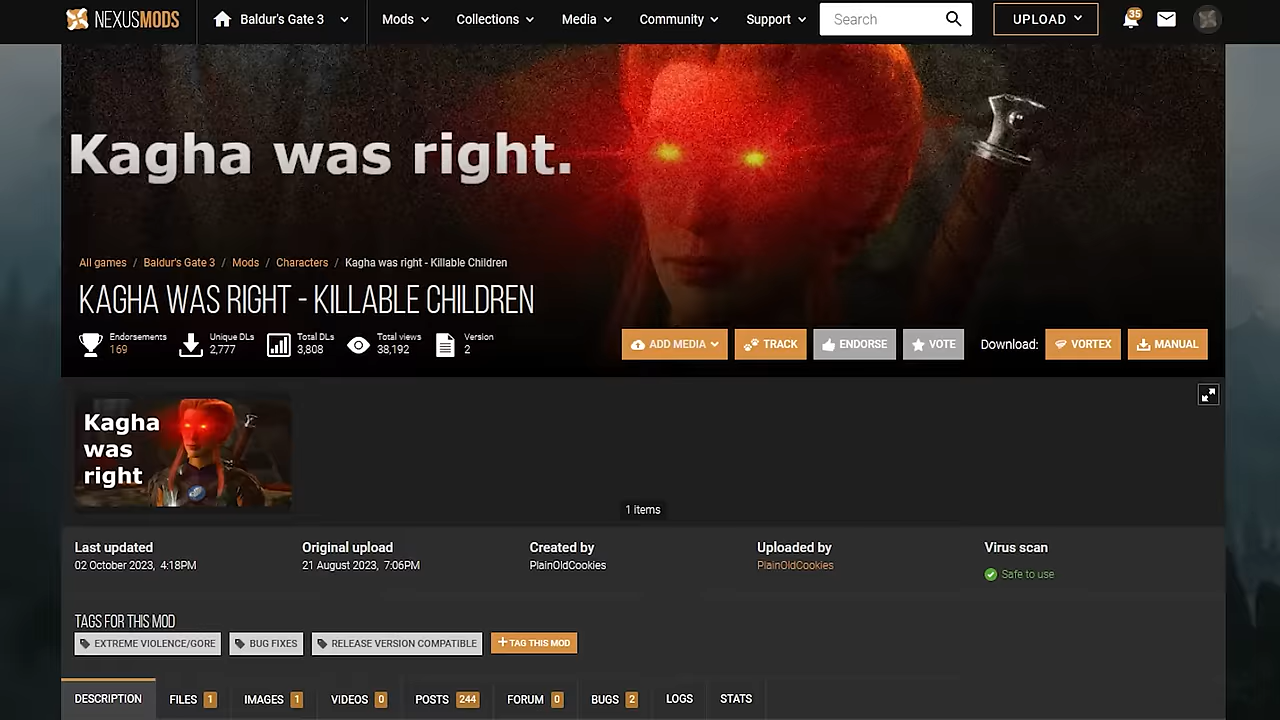 NEXUSMODS
Baldur's Gate 3
Mods
Collections
Media
Community
Support
Search
UPLOAD
35
Kagha was right.
All games / Baldur's Gate 3 / Mods / Characters / Kagha was right - Killable Children
KAGHA WAS RIGHT - KILLABLE CHILDREN
Endorsements
169
Unique DLs
2,777
Total DLs
3,808
Total views
38,192
Version
2
ADD MEDIA
TRACK
ENDORSE
VOTE
Download:
VORTEX
MANUAL
Kagha
was
right
1 items
Last updated
02 October 2023, 4:18PM
Original upload
21 August 2023, 7:06PM
Created by
PlainOldCookies
Uploaded by
PlainOldCookies
Virus scan
Safe to use
TAGS FOR THIS MOD
EXTREME VIOLENCE/GORE
BUG FIXES
RELEASE VERSION COMPATIBLE
+TAG THIS MOD
DESCRIPTION
FILES 1
IMAGES 1
VIDEOS 0
POSTS 244
FORUM 0
BUGS 2
LOGS
STATS